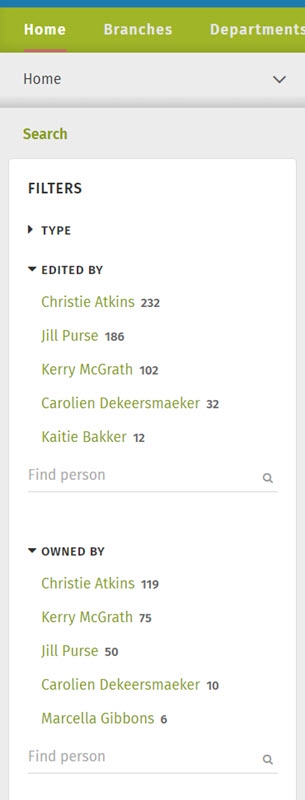 Home Branches Departments
Home
Search
FILTERS
TYPE
EDITED BY
Christie Atkins 232
Jill Purse 186
Kerry McGrath 102
Carolien Dekeersmaeker 32
Kaitie Bakker 12
Find person
OWNED BY
Christie Atkins 119
Kerry McGrath 75
Jill Purse 50
Carolien Dekeersmaeker 10
Marcella Gibbons 6
Find person